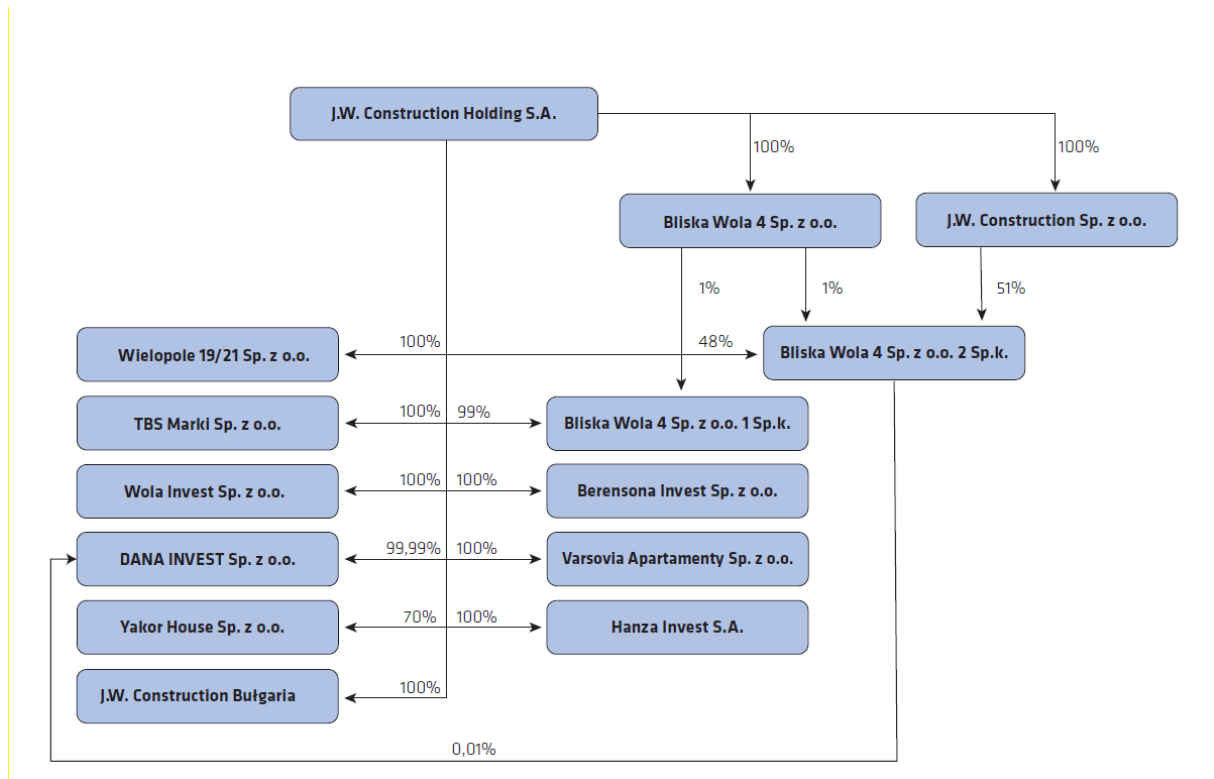 J.W. Construction Holding S.A.
100%
100%
Bliska Wola 4 Sp. z o.o.
J.W. Construction Sp. z o.o.
1%
1%
51%
Wielopole 19/21 Sp. z o.o.
100%
48%
Bliska Wola 4 Sp. z o.o. 2 Sp.k.
TBS Marki Sp. z o.o.
100%
99%
Bliska Wola 4 Sp. z o.o. 1 Sp.k.
Wola Invest Sp. z o.o.
100%
100%
Berensona Invest Sp. z o.o.
DANA INVEST Sp. z o.o.
99,99%
100%
Varsovia Apartamenty Sp. z o.o.
Yakor House Sp. z o.o.
70%
100%
Hanza Invest S.A.
J.W. Construction Bułgaria
100%
0,01%